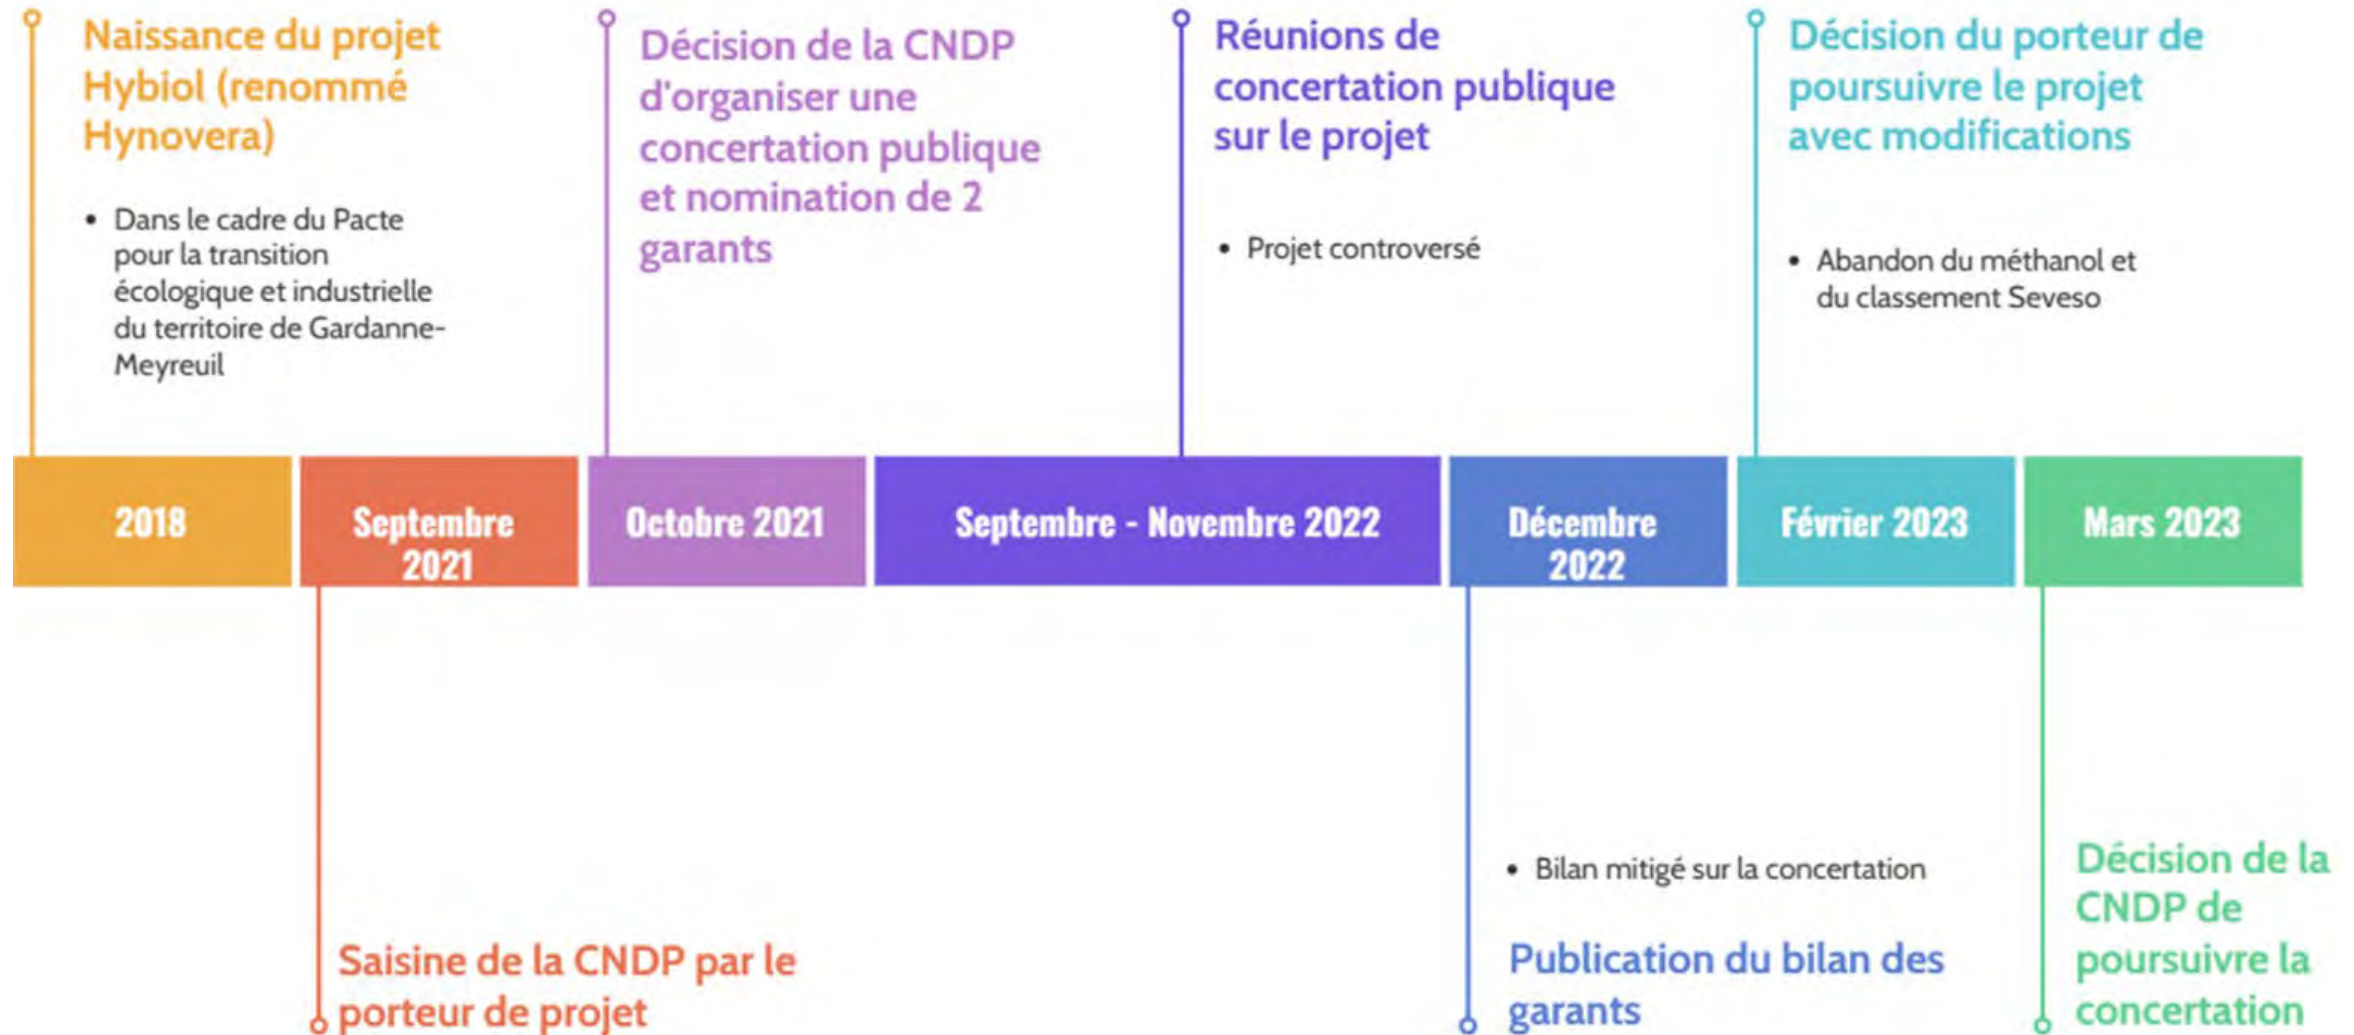 Naissance du projet
Hybiol (renommé
Hynovera)
• Dans le cadre du Pacte
pour la transition
écologique et industrielle
du territoire de Gardanne-
Meyreuil
Décision de la CNDP
d'organiser une
concertation publique
et nomination de 2
garants
Réunions de
concertation publique
sur le projet
• Projet controversé
Décision du porteur de
poursuivre le projet
avec modifications
• Abandon du méthanol et
du classement Seveso
2018
Septembre
2021
Octobre 2021
Septembre - Novembre 2022
Décembre
2022
Février 2023
Mars 2023
Saisine de la CNDP par le
porteur de projet
• Bilan mitigé sur la concertation
Publication du bilan des
garants
Décision de la
CNDP de
poursuivre la
concertation